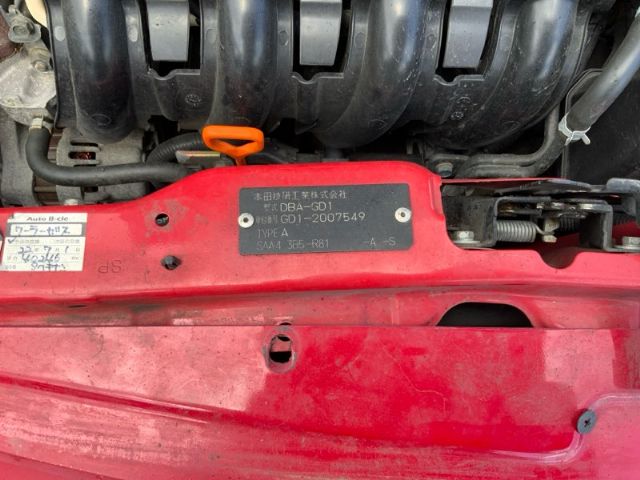 本田技研工業株式会社
型式 DBA-GD1
車台番号 GD1-2007549
TYPE A
SAA4 3B5-R81 -A -S
Auto B-cle
クーラーガス
SP